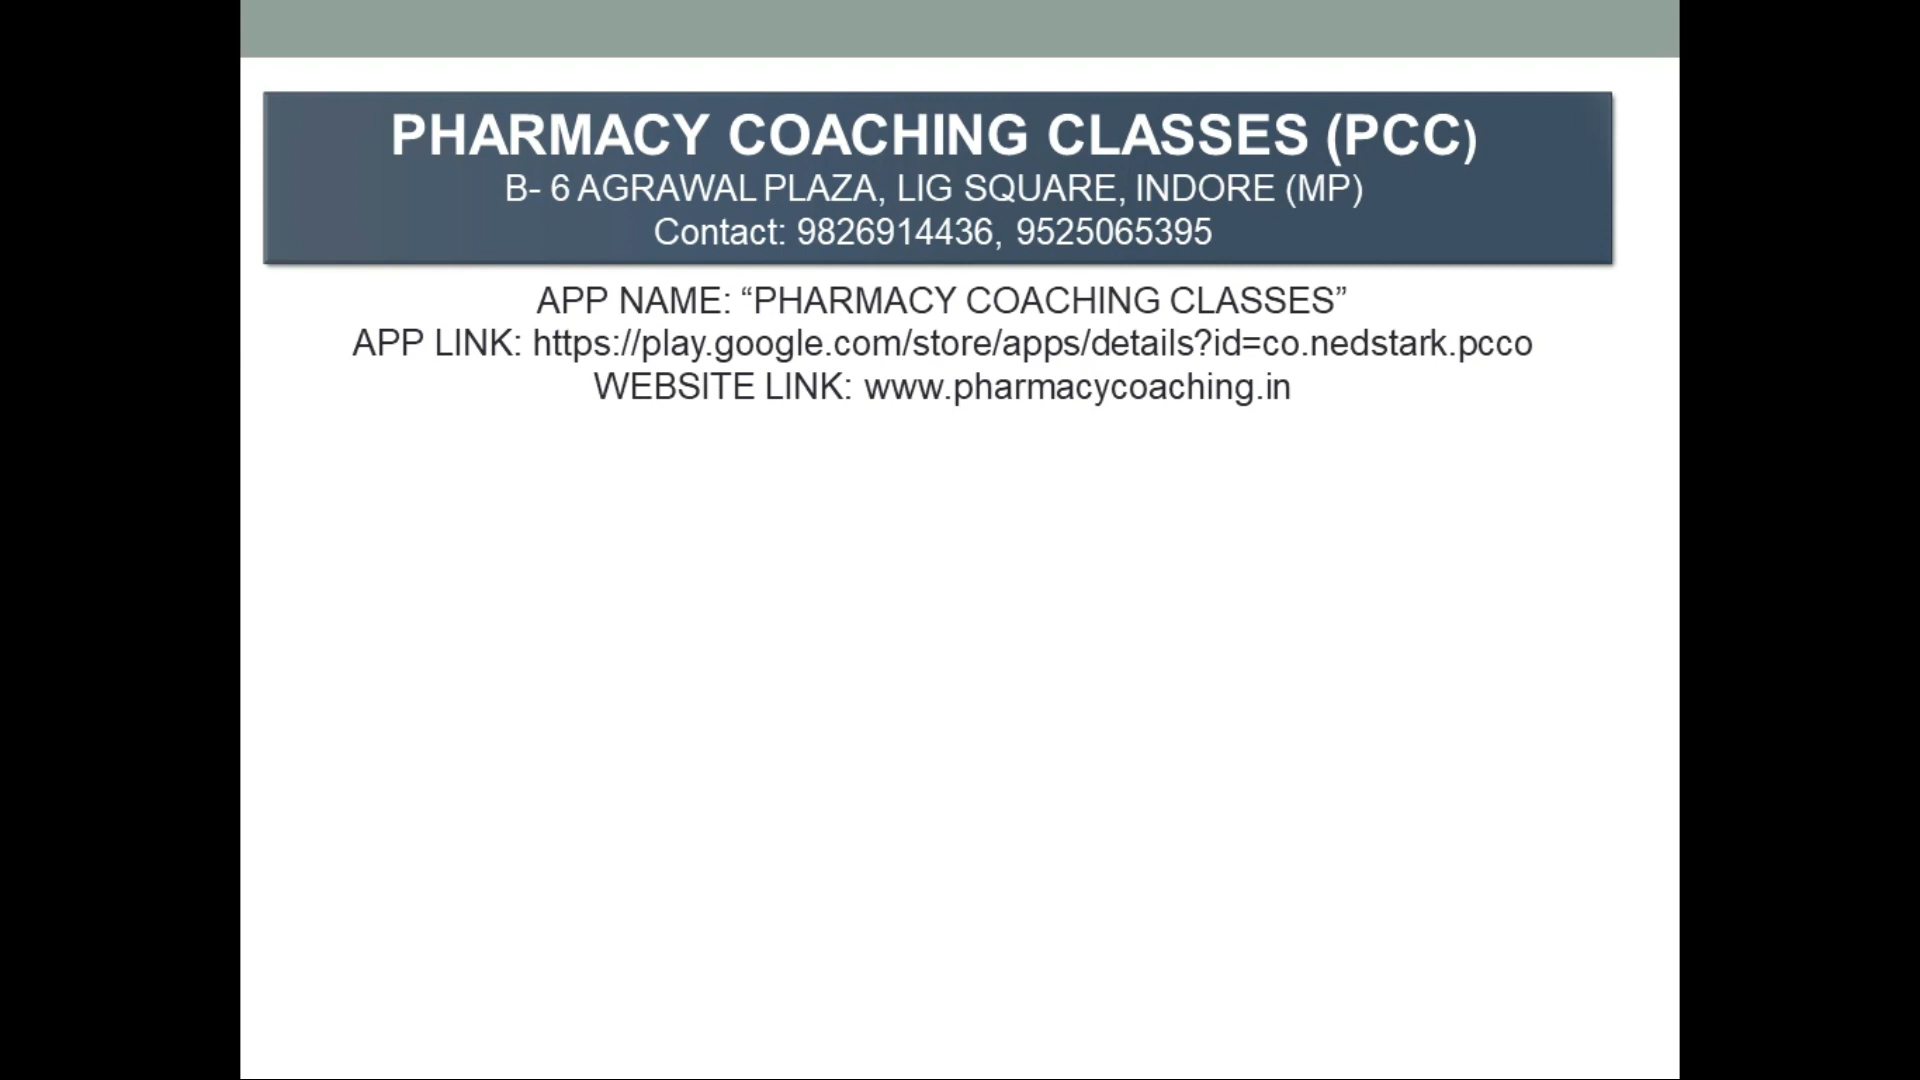 PHARMACY COACHING CLASSES (PCC)
B- 6 AGRAWAL PLAZA, LIG SQUARE, INDORE (MP)
Contact: 9826914436, 9525065395
APP NAME: “PHARMACY COACHING CLASSES”
APP LINK: https://play.google.com/store/apps/details?id=co.nedstark.pcco
WEBSITE LINK: www.pharmacycoaching.in